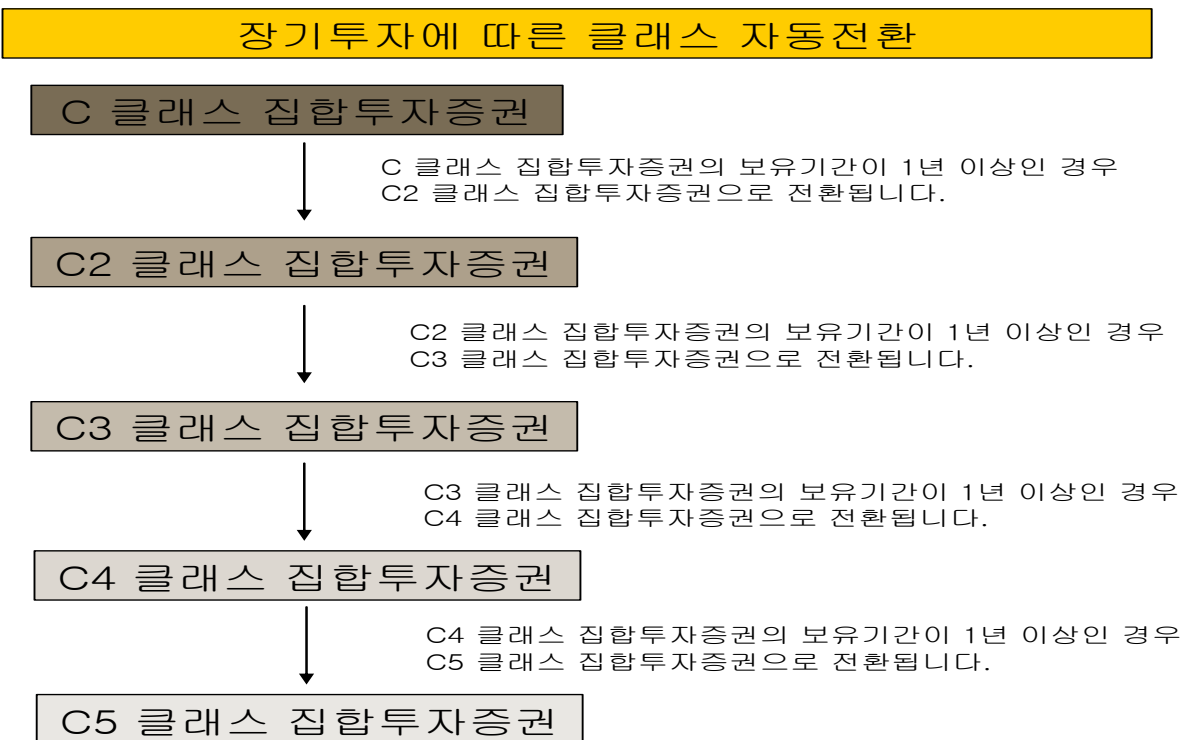 장기투자에 따른 클래스 자동전환
C 클래스 집합투자증권
C 클래스 집합투자증권의 보유기간이 1년 이상인 경우
C2 클래스 집합투자증권으로 전환됩니다.
C2 클래스 집합투자증권
C2 클래스 집합투자증권의 보유기간이 1년 이상인 경우
C3 클래스 집합투자증권으로 전환됩니다.
C3 클래스 집합투자증권
C3 클래스 집합투자증권의 보유기간이 1년 이상인 경우
C4 클래스 집합투자증권으로 전환됩니다.
C4 클래스 집합투자증권
C4 클래스 집합투자증권의 보유기간이 1년 이상인 경우
C5 클래스 집합투자증권으로 전환됩니다.
C5 클래스 집합투자증권